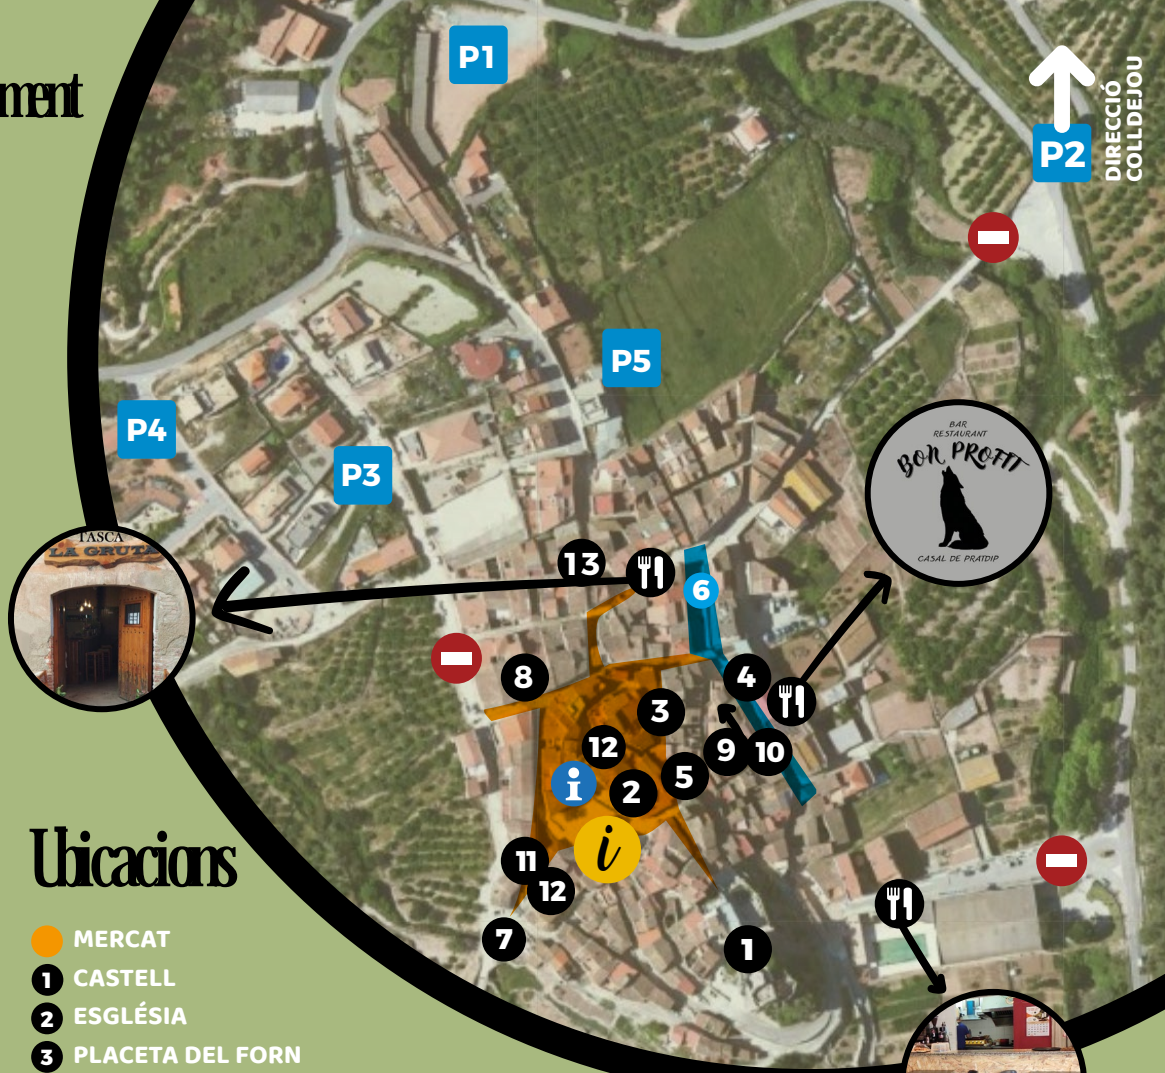 ment
P1
P2
DIRECCIÓ
COLLDEJOU
P5
P4
P3
BAR
RESTAURANT
BON PROFIT
CASAL DE PRATDIP
TASCA
LA GRUTA
13
6
8
4
3
12
9
10
5
i
2
i
11
12
7
1
Ubicacions
MERCAT
1 CASTELL
2 ESGLÉSIA
3 PLACETA DEL FORN